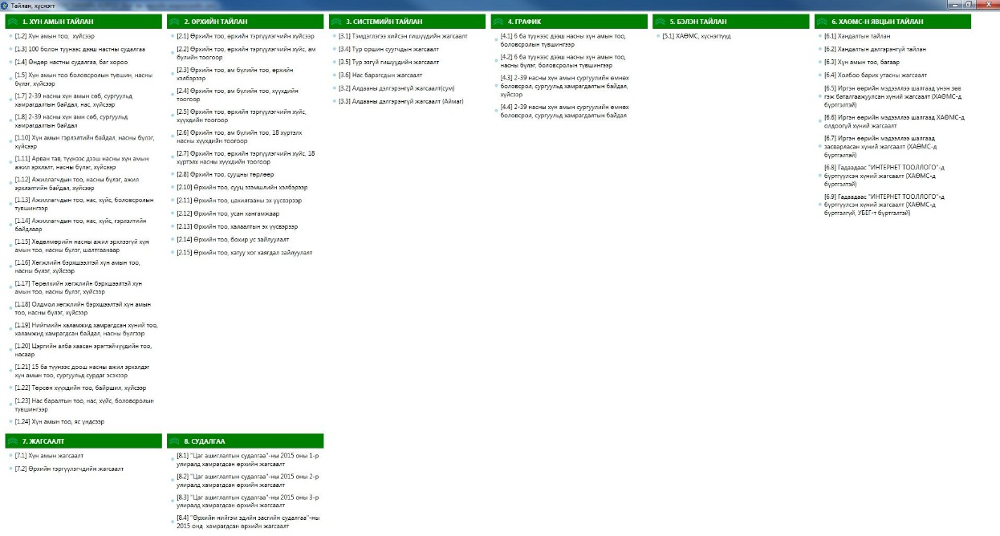 Тайлан, хүснэгт
1. ХҮН АМЫН ТАЙЛАН
[1.2] Хүн амын тоо, хүйсээр
[1.3] 100 болон түүнээс дээш настны судалгаа
[1.4] Өндөр настны судалгаа, баг хороо
[1.5] Хүн амын тоо боловсролын түвшин, насны
бүлэг, хүйсээр
[1.7] 2-39 насны хүн амын сөб, сургуульд
хамрагдалтын байдал, нас, хүйсээр
[1.8] 2-39 насны хүн амн сөб, сургуульд
хамрагдалтын байдал
[1.10] Хүн амын гэрлэлтийн байдал, насны бүлэг,
хүйсээр
[1.11] Арван тав, түүнээс дээш насны хүн амын
ажил эрхлэлт, насны бүлэг, хүйсээр
[1.12] Ажиллагчдын тоо, насны бүлэг, ажил
эрхлэлтийн байдал, хүйсээр
[1.13] Ажиллагчдын тоо, нас, хүйс, боловсролын
түвшингээр
[1.14] Ажиллагчдын тоо, нас, хүйс, гэрлэлтийн
байдлаар
[1.15] Хөдөлмөрийн насны ажил эрхлээгүй хүн
амын тоо, насны бүлэг, шалтгаанаар
[1.16] Хөгжлийн бэрхшээлтэй хүн амын тоо,
насны бүлэг, хүйсээр
[1.17] Төрөлхийн хөгжлийн бэрхшээлтэй хүн
амын тоо, насны бүлэг, хүйсээр
[1.18] Олдмол хөгжлийн бэрхшээлтэй хүн амын
тоо, насны бүлэг, хүйсээр
[1.19] Нийгмийн халамжид хамрагдсан хүний тоо,
халамжид хамрагдсан байдал, насны бүлгээр
[1.20] Цэргийн алба хаасан эрэгтэйчүүдийн тоо,
насаар
[1.21] 15 ба түүнээс доош насны ажил эрхэлдэг
хүн амын тоо, сургуульд сурдаг эсэхээр
[1.22] Төрсөн хүүхдийн тоо, байршил, хүйсээр
[1.23] Нас баралтын тоо, нас, хүйс, боловсролын
түвшингээр
[1.24] Хүн амын тоо, яс үндсээр
2. ӨРХИЙН ТАЙЛАН
[2.1] Өрхийн тоо, өрхийн тэргүүлэгчийн хүйсээр
[2.2] Өрхийн тоо, өрхийн тэргүүлэгчийн хүйс, ам
бүлийн тоогоор
[2.3] Өрхийн тоо, ам бүлийн тоо, өрхийн
хэлбэрээр
[2.4] Өрхийн тоо, ам бүлийн тоо, хүүхдийн
тоогоор
[2.5] Өрхийн тоо, өрхийн тэргүүлэгчийн хүйс,
хүүхдийн тоогоор
[2.6] Өрхийн тоо, ам бүлийн тоо, 18 хүртэлх
насны хүүхдийн тоогоор
[2.7] Өрхийн тоо, өрхийн тэргүүлэгчийн хүйс, 18
хүртэлх насны хүүхдийн тоогоор
[2.8] Өрхийн тоо, сууцны төрлөөр
[2.10] Өрхийн тоо, сууц эзэмшлийн хэлбэрээр
[2.11] Өрхийн тоо, цахилгааны эх үүсвэрээр
[2.12] Өрхийн тоо, усан хангамжаар
[2.13] Өрхийн тоо, халаалтын эх үүсвэрээр
[2.14] Өрхийн тоо, бохир ус зайлуулалт
[2.15] Өрхийн тоо, хатуу хог хаягдал зайлуулалт
3. СИСТЕМИЙН ТАЙЛАН
[3.1] Тэмдэглэгээ хийсэн гишүүдийн жагсаалт
[3.4] Түр оршин суугчдын жагсаалт
[3.5] Түр эзгүй гишүүдийн жагсаалт
[3.6] Нас барагсдын жагсаалт
[3.2] Алдааны дэлгэрэнгүй жагсаалт(сум)
[3.3] Алдааны дэлгэрэнгүй жагсаалт (Аймаг)
4. ГРАФИК
[4.1] 6 ба түүнээс дээш насны хүн амын тоо,
боловсролын түвшингээр
[4.2] 6 ба түүнээс дээш насны хүн амын тоо,
насны бүлэг, боловсролын түвшингээр
[4.3] 2-39 насны хүн амын сургуулийн өмнөх
боловсрол, сургуульд хамрагдалтын байдал,
хүйсээр
[4.4] 2-39 насны хүн амын сургуулийн өмнөх
боловсрол, сургуульд хамрагдалтын байдал
5. БЭЛЭН ТАЙЛАН
[5.1] ХАӨМС, хүснэгтүүд
6. ХАӨМС-Н ЯВЦЫН ТАЙЛАН
[6.1] Хандалтын тайлан
[6.2] Хандалтын дэлгэрэнгүй тайлан
[6.3] Хүн амын тоо, багаар
[6.4] Холбоо барих утасны жагсаалт
[6.5] Иргэн өөрийн мэдээллээ шалгаад үнэн зөв
гэж баталгаажуулсан хүний жагсаалт (ХАӨМС-д
бүртгэлтэй)
[6.6] Иргэн өөрийн мэдээллээ шалгаад ХАӨМС-д
олдоогүй хүний жагсаалт
[6.7] Иргэн өөрийн мэдээллээ шалгаад
засварласан хүний жагсаалт (ХАӨМС-д
бүртгэлтэй)
[6.8] Гадаадаас "ИНТЕРНЕТ ТООЛЛОГО"-д
бүртгүүлсэн хүний жагсаалт (ХАӨМС-д
бүртгэлтэй)
[6.9] Гадаадаас "ИНТЕРНЕТ ТООЛЛОГО"-д
бүртгүүлсэн хүний жагсаалт (ХАӨМС-д
бүртгэлгүй, УБЕГ-т бүртгэлтэй)
7. ЖАГСААЛТ
[7.1] Хүн амын жагсаалт
[7.2] Өрхийн тэргүүлэгчдийн жагсаалт
8. СУДАЛГАА
[8.1] "Цаг ашиглалтын судалгаа"-ны 2015 оны 1-р
улиралд хамрагдсан өрхийн жагсаалт
[8.2] "Цаг ашиглалтын судалгаа"-ны 2015 оны 2-р
улиралд хамрагдсан өрхийн жагсаалт
[8.3] "Цаг ашиглалтын судалгаа"-ны 2015 оны 3-р
улиралд хамрагдсан өрхийн жагсаалт
[8.4] "Өрхийн нийгэм эдийн засгийн судалгаа"-ны
2015 онд хамрагдсан өрхийн жагсаалт